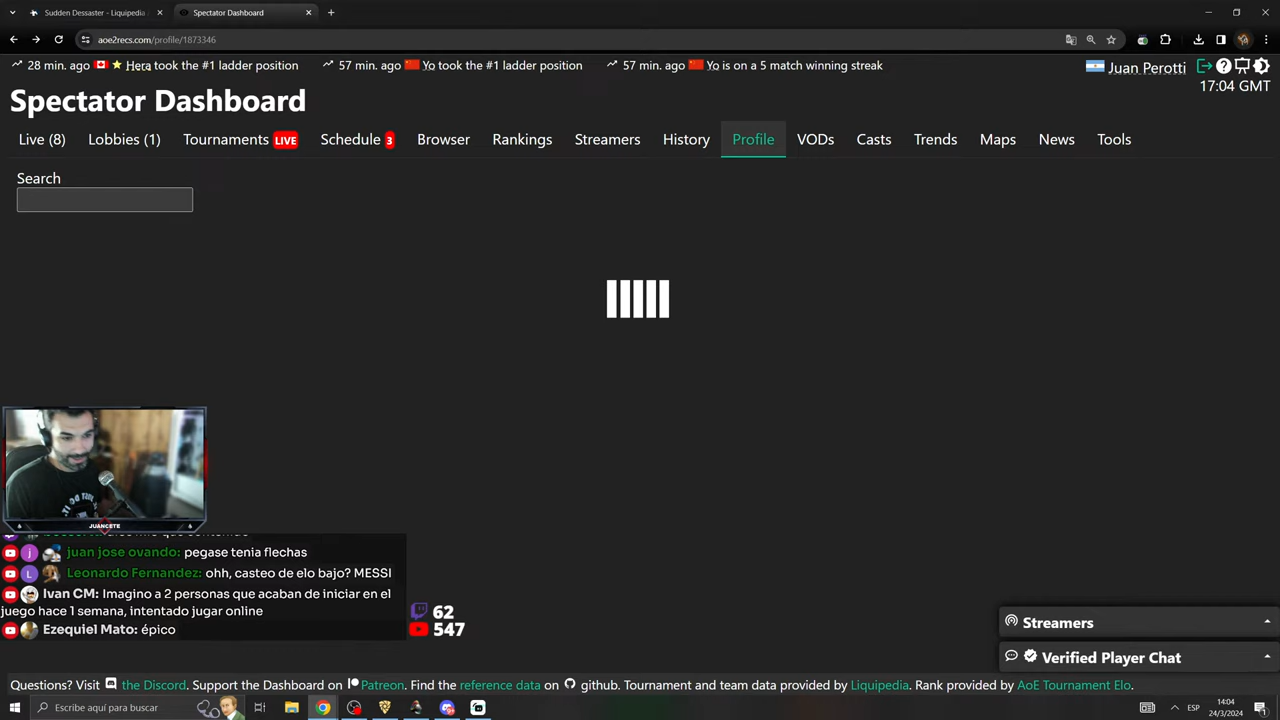 Sudden Dessaster - Liquipedia
Spectator Dashboard
aoe2recs.com/profile/1873346
28 min. ago Hera took the #1 ladder position
57 min. ago Yo took the #1 ladder position
57 min. ago Yo is on a 5 match winning streak
Juan Perotti
17:04 GMT
Spectator Dashboard
Live (8) Lobbies (1) Tournaments LIVE Schedule 3 Browser Rankings Streamers History Profile VODs Casts Trends Maps News Tools
Search
JUANCETE
juan jose ovando: pegase tenia flechas
Leonardo Fernandez: ohh, casteo de elo bajo? MESSI
Ivan CM: Imagino a 2 personas que acaban de iniciar en el
juego hace 1 semana, intentado jugar online
Ezequiel Mato: épico
62
547
Streamers
Verified Player Chat
Questions? Visit the Discord. Support the Dashboard on Patreon. Find the reference data on github. Tournament and team data provided by Liquipedia. Rank provided by AoE Tournament Elo.
Escribe aquí para buscar
ESP
14:04
24/3/2024